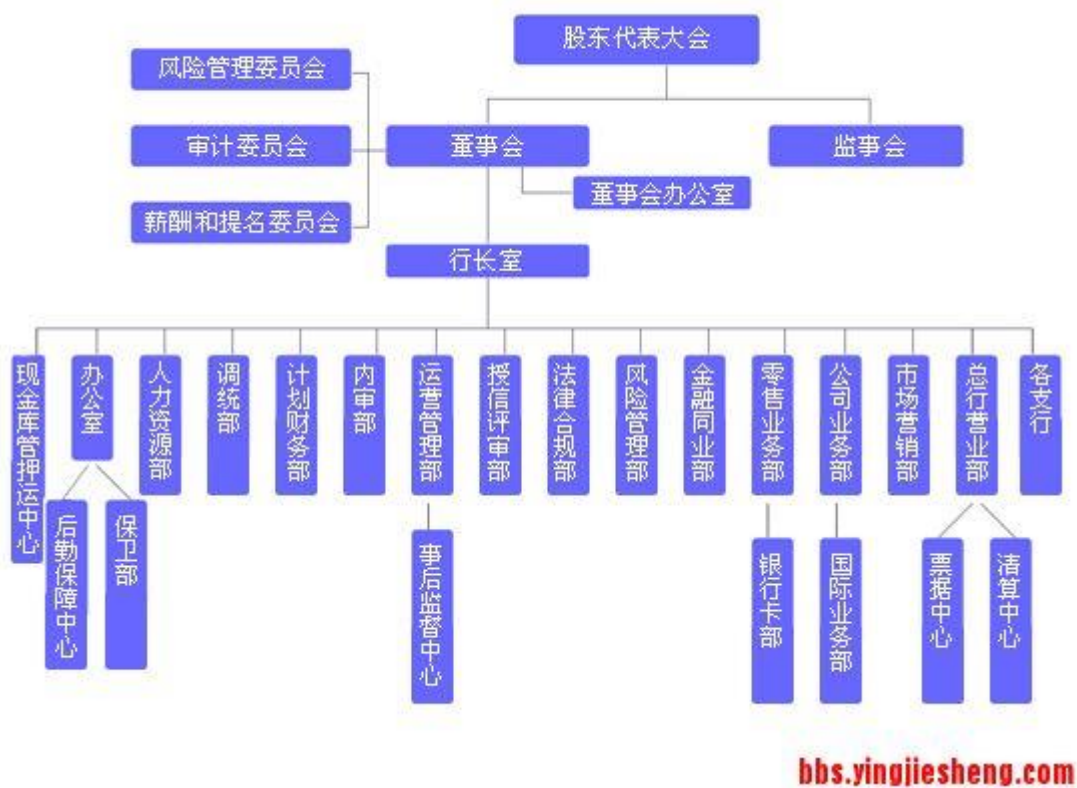 股东代表大会
风险管理委员会
审计委员会
董事会
监事会
董事会办公室
薪酬和提名委员会
行长室
现金库管押运中心
办公室
人力资源部
调统部
计划财务部
内审部
运营管理部
授信评审部
法律合规部
风险管理部
金融同业部
零售业务部
公司业务部
市场营销部
总行营业部
各支行
后勤保障中心
保卫部
事后监督中心
银行卡部
国际业务部
票据中心
清算中心
bbs.yingjiesheng.com